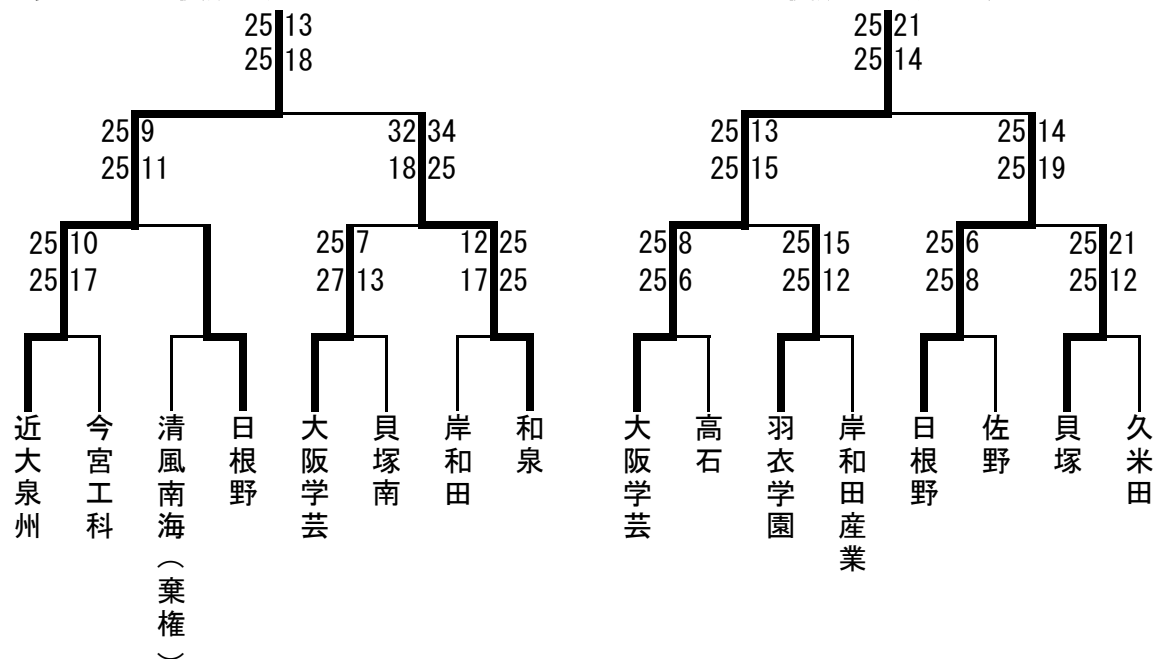 25 13 25 21
25 18 25 14
25 9 32 34 25 13 25 14
25 11 18 25 25 15 25 19
25 10 25 7 12 25 25 8 25 15 25 6 25 21
25 17 27 13 17 25 25 6 25 12 25 8 25 12
近大泉州
今宮工科
清風南海(棄権)
日根野
大阪学芸
貝塚南
岸和田
和泉
大阪学芸
高石
羽衣学園
岸和田産業
日根野
佐野
貝塚
久米田